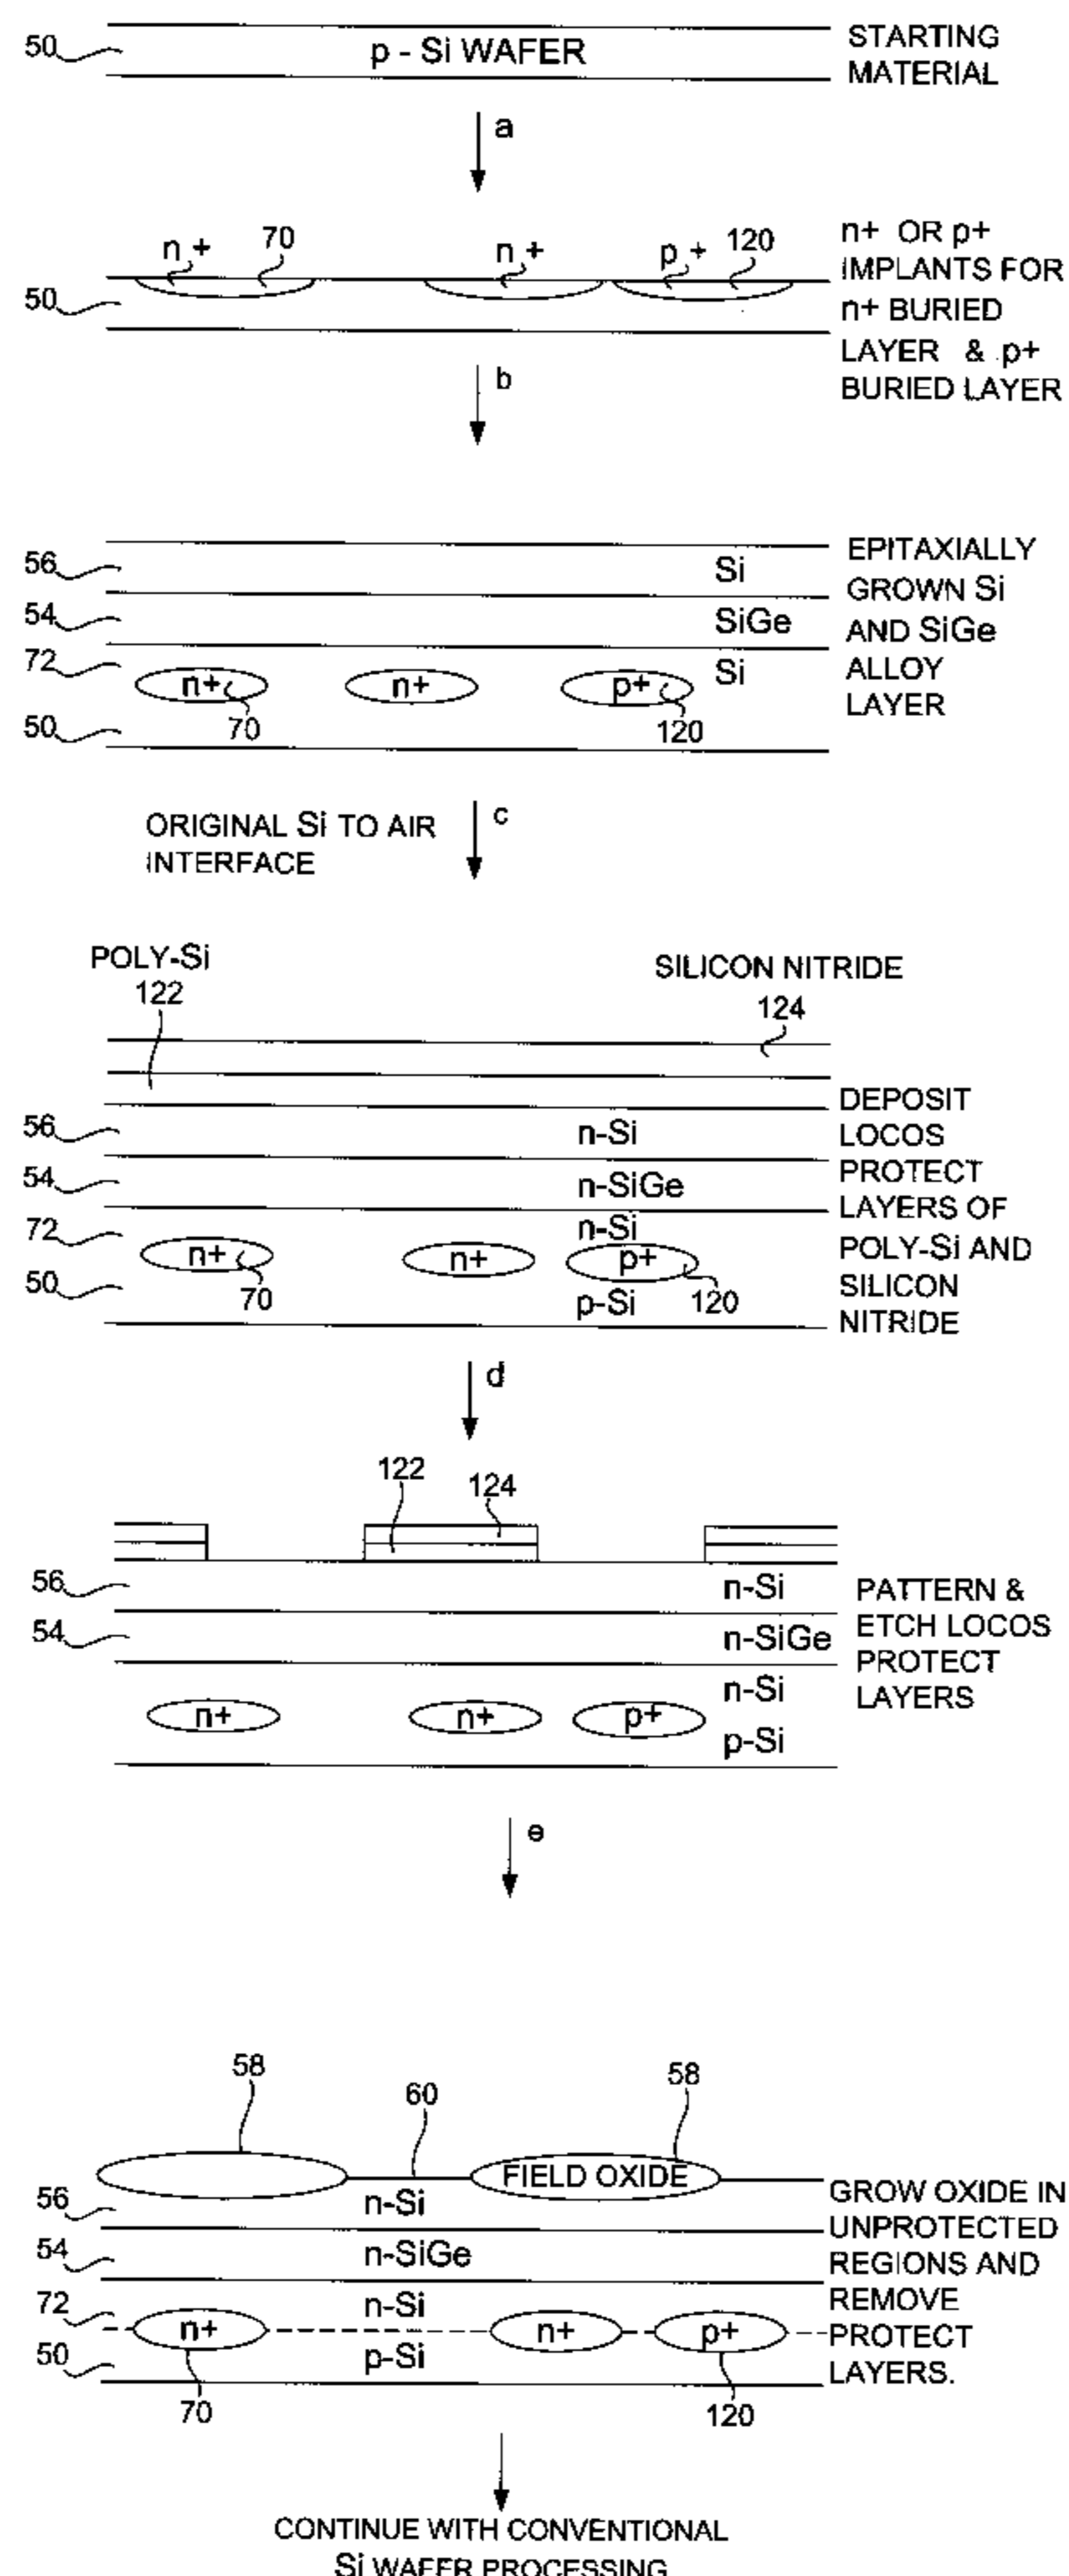 50
p - Si WAFER
STARTING
MATERIAL
a
n+
70
n+
p+
120
50
n+ OR p+
IMPLANTS FOR
n+ BURIED
LAYER & p+
BURIED LAYER
b
56
Si
54
SiGe
72
Si
n+
n+
p+
70
120
50
EPITAXIALLY
GROWN Si
AND SiGe
ALLOY
LAYER
ORIGINAL Si TO AIR
INTERFACE
c
POLY-Si
122
SILICON NITRIDE
124
56
n-Si
54
n-SiGe
72
n-Si
n+
n+
p+
50
70
p-Si
120
DEPOSIT
LOCOS
PROTECT
LAYERS OF
POLY-Si AND
SILICON
NITRIDE
d
122
124
56
n-Si
54
n-SiGe
n-Si
n+
n+
p+
p-Si
PATTERN &
ETCH LOCOS
PROTECT
LAYERS
e
58
60
58
FIELD OXIDE
56
n-Si
54
n-SiGe
72
n-Si
n+
n+
p+
50
p-Si
70
120
GROW OXIDE IN
UNPROTECTED
REGIONS AND
REMOVE
PROTECT
LAYERS.
CONTINUE WITH CONVENTIONAL
Si WAFER PROCESSING